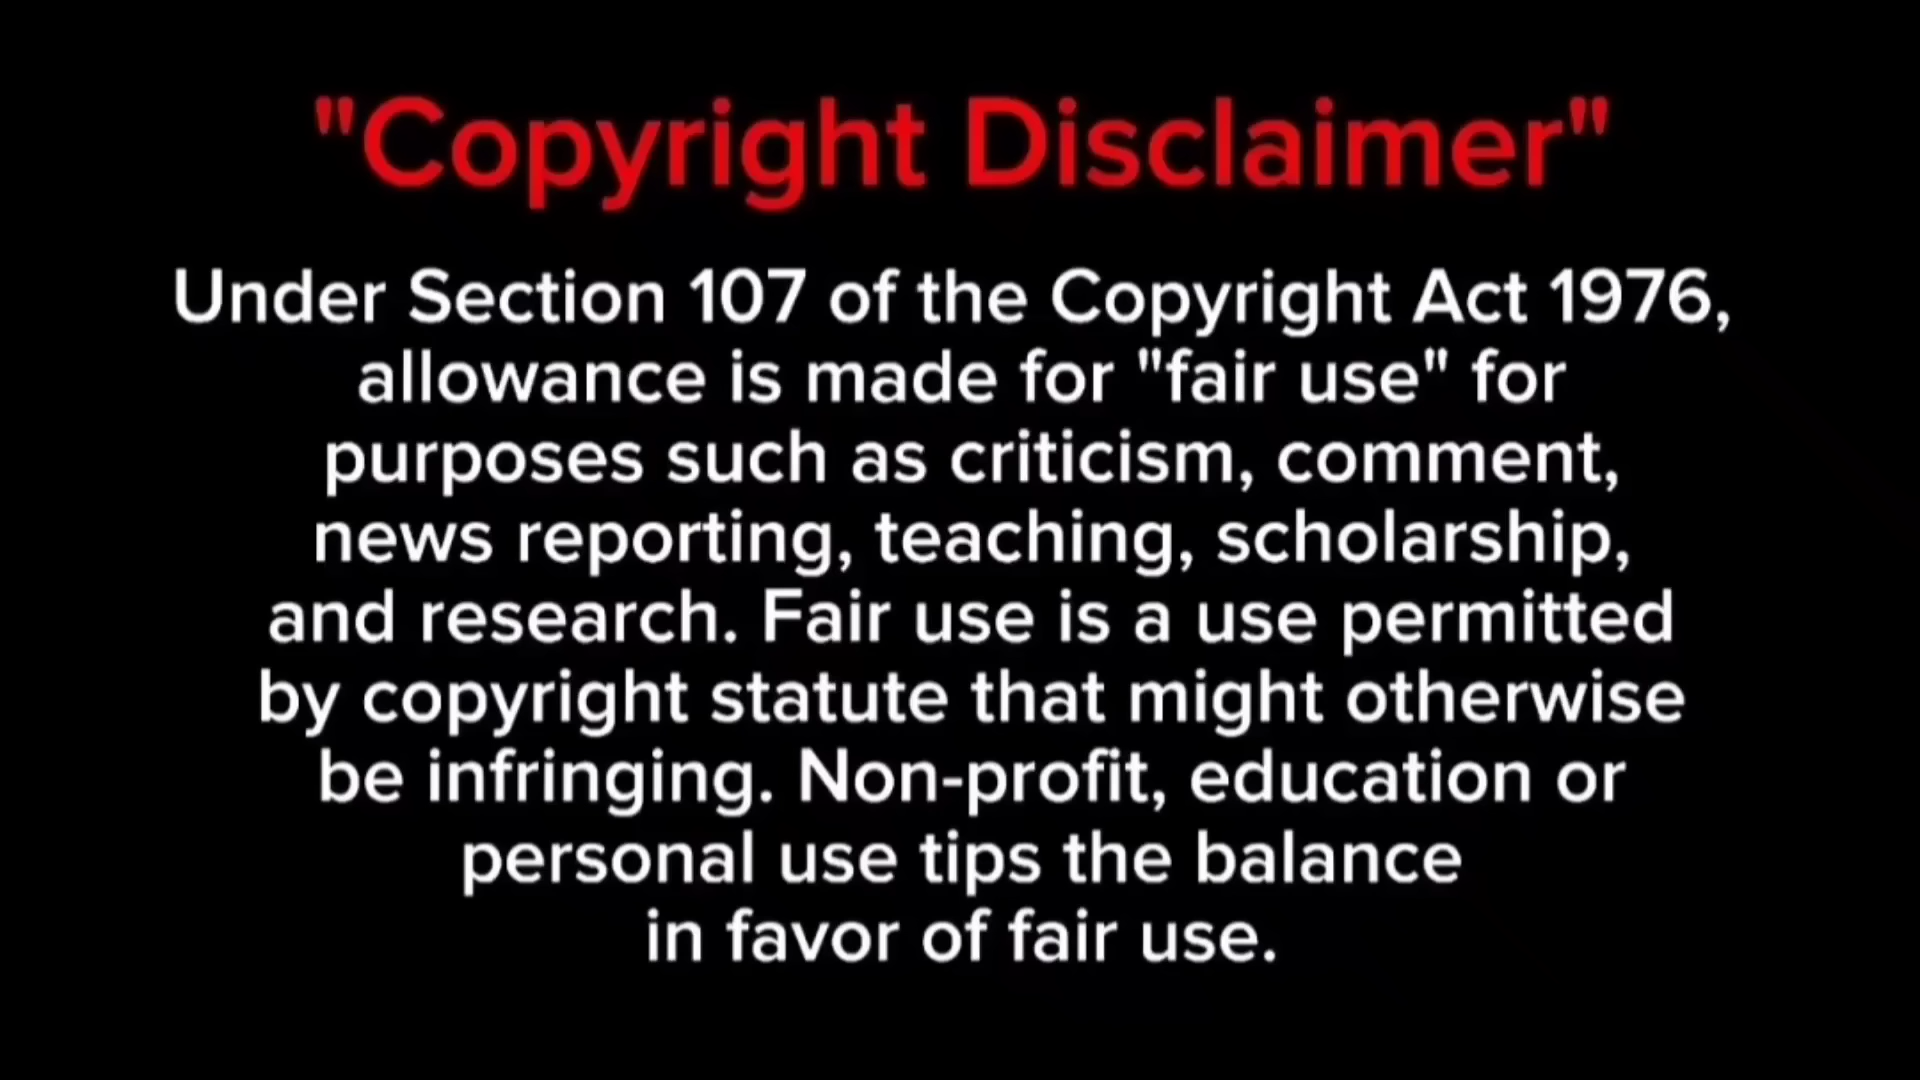 "Copyright Disclaimer"
Under Section 107 of the Copyright Act 1976,
allowance is made for "fair use" for
purposes such as criticism, comment,
news reporting, teaching, scholarship,
and research. Fair use is a use permitted
by copyright statute that might otherwise
be infringing. Non-profit, education or
personal use tips the balance
in favor of fair use.